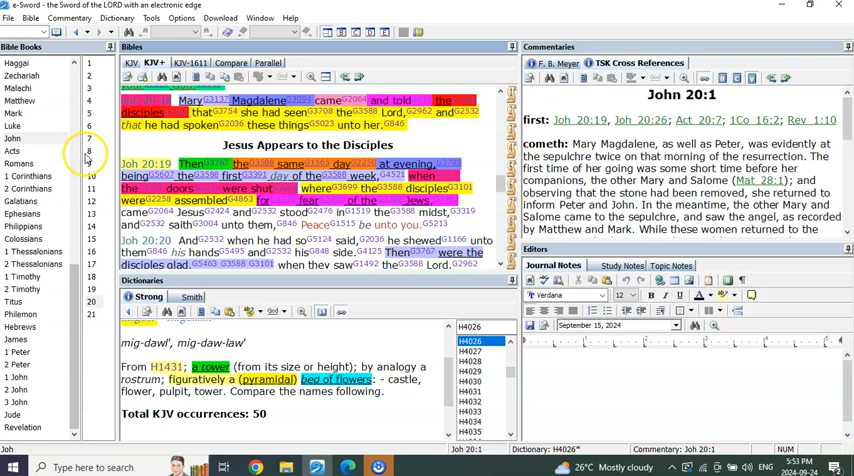 e-Sword - the Sword of the LORD with an electronic edge
File Bible Commentary Dictionary Tools Options Download Window Help
Bible Books
Haggai 1
Zechariah 2
Malachi 3
Matthew 4
Mark 5
Luke 6
John 7
Acts 8
Romans 9
1 Corinthians 10
2 Corinthians 11
Galatians 12
Ephesians 13
Philippians 14
Colossians 15
1 Thessalonians 16
2 Thessalonians 17
1 Timothy 18
2 Timothy 19
Titus 20
Philemon 21
Hebrews
James
1 Peter
2 Peter
1 John
2 John
3 John
Jude
Revelation
Bibles
KJV KJV+ KJV-1611 Compare Parallel
Joh 20:18 Mary G3137 Magdalene G3094 came G2064 and told the
disciples G3101 that she had seen G3708 the G3588 Lord, G2962 and G2532
that he had spoken G2036 these things G5023 unto her. G846
Jesus Appears to the Disciples
Joh 20:19 Then G3767 the G3588 same G1565 day G2250 at evening, G3798
being G5607 the G3588 first G3391 day of the G3588 week, G4521 when
the doors were shut where G3699 the G3588 disciples G3101
were G2258 assembled G4863 for fear of the Jews,
came G2064 Jesus G2424 and G2532 stood G2476 in G1519 the G3588 midst, G3319
and G2532 saith G3004 unto them, G846 Peace G1515 be unto you. G5213
Joh 20:20 And G2532 when he had so G5124 said, G2036 he shewed G1166 unto
them G846 his hands G5495 and G2532 his G848 side. G4125 Then G3767 were the
disciples glad, G5463 G3588 G3101 when they saw G1492 the G3588 Lord. G2962
Dictionaries
Strong Smith
mig-dawl', mig-daw-law'
From H1431; a tower (from its size or height); by analogy a
rostrum; figuratively a (pyramidal) bed of flowers: - castle,
flower, pulpit, tower. Compare the names following.
Total KJV occurrences: 50
H4026
H4026
H4027
H4028
H4029
H4030
H4031
H4032
H4033
H4034
H4035
Commentaries
F. B. Meyer TSK Cross References
John 20:1
first: Joh 20:19, Joh 20:26; Act 20:7; 1Co 16:2; Rev 1:10
cometh: Mary Magdalene, as well as Peter, was evidently at
the sepulchre twice on that morning of the resurrection. The
first time of her going was some short time before her
companions, the other Mary and Salome (Mat 28:1); and
observing that the stone had been removed, she returned to
inform Peter and John. In the meantime, the other Mary and
Salome came to the sepulchre, and saw the angel, as recorded
by Matthew and Mark. While these women returned to
Editors
Journal Notes Study Notes Topic Notes
Verdana 12
September 15, 2024
Joh
John 20:1 Dictionary: H4026* Commentary: John 20:1 NUM
Type here to search
26°C Mostly cloudy
ENG
5:53 PM
2024-09-24